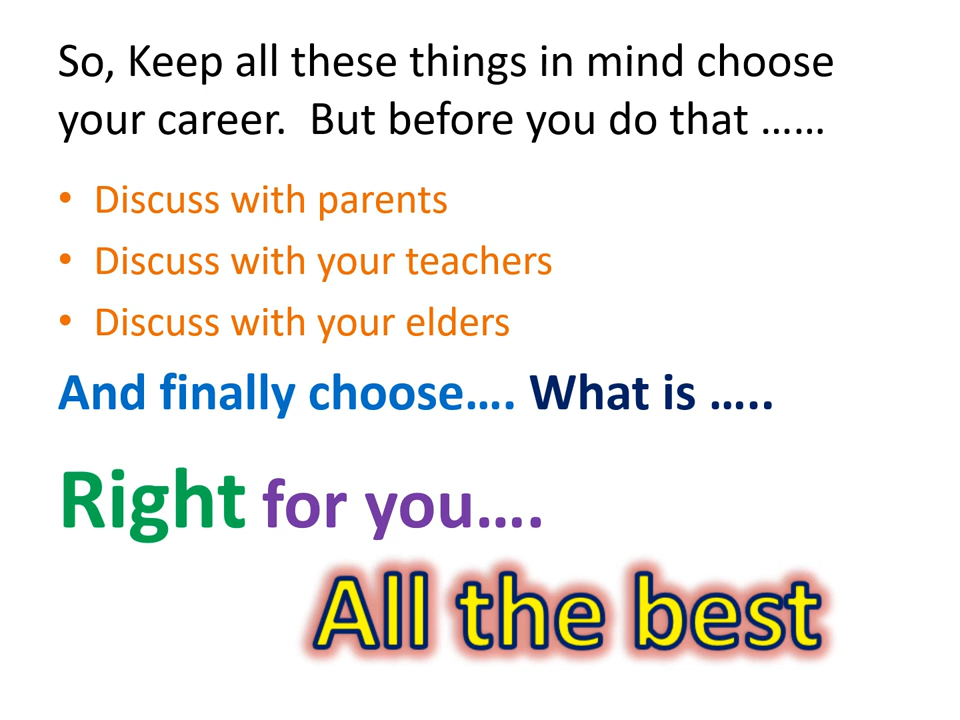 So, Keep all these things in mind choose
your career.  But before you do that ……
• Discuss with parents
• Discuss with your teachers
• Discuss with your elders
And finally choose…. What is …..
Right for you….
All the best